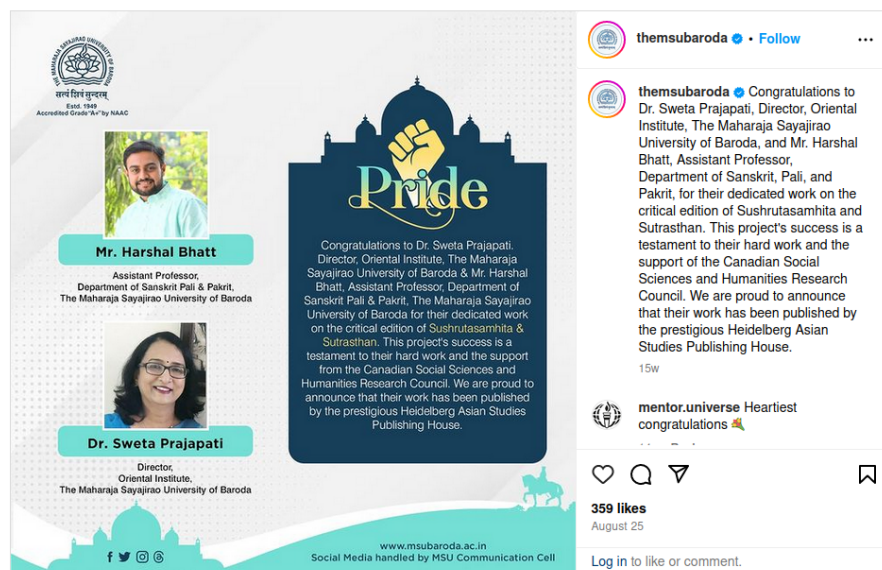 THE MAHARAJA SAYAJIRAO UNIVERSITY OF BARODA
सत्यं शिवं सुन्दरम्
Estd. 1949
Accredited Grade "A+" by NAAC
Mr. Harshal Bhatt
Assistant Professor,
Department of Sanskrit Pali & Pakrit,
The Maharaja Sayajirao University of Baroda
Dr. Sweta Prajapati
Director,
Oriental Institute,
The Maharaja Sayajirao University of Baroda
Pride
Congratulations to Dr. Sweta Prajapati.
Director, Oriental Institute, The Maharaja
Sayajirao University of Baroda & Mr. Harshal
Bhatt, Assistant Professor, Department of
Sanskrit Pali & Pakrit, The Maharaja Sayajirao
University of Baroda for their dedicated work
on the critical edition of Sushrutasamhita &
Sutrasthan. This project's success is a
testament to their hard work and the support
from the Canadian Social Sciences and
Humanities Research Council. We are proud to
announce that their work has been published
by the prestigious Heidelberg Asian Studies
Publishing House.
www.msubaroda.ac.in
Social Media handled by MSU Communication Cell
themsubaroda • Follow
themsubaroda Congratulations to
Dr. Sweta Prajapati, Director, Oriental
Institute, The Maharaja Sayajirao
University of Baroda, and Mr. Harshal
Bhatt, Assistant Professor,
Department of Sanskrit, Pali, and
Pakrit, for their dedicated work on the
critical edition of Sushrutasamhita and
Sutrasthan. This project's success is a
testament to their hard work and the
support of the Canadian Social
Sciences and Humanities Research
Council. We are proud to announce
that their work has been published by
the prestigious Heidelberg Asian
Studies Publishing House.
15w
mentor.universe Heartiest
congratulations 💐
359 likes
August 25
Log in to like or comment.